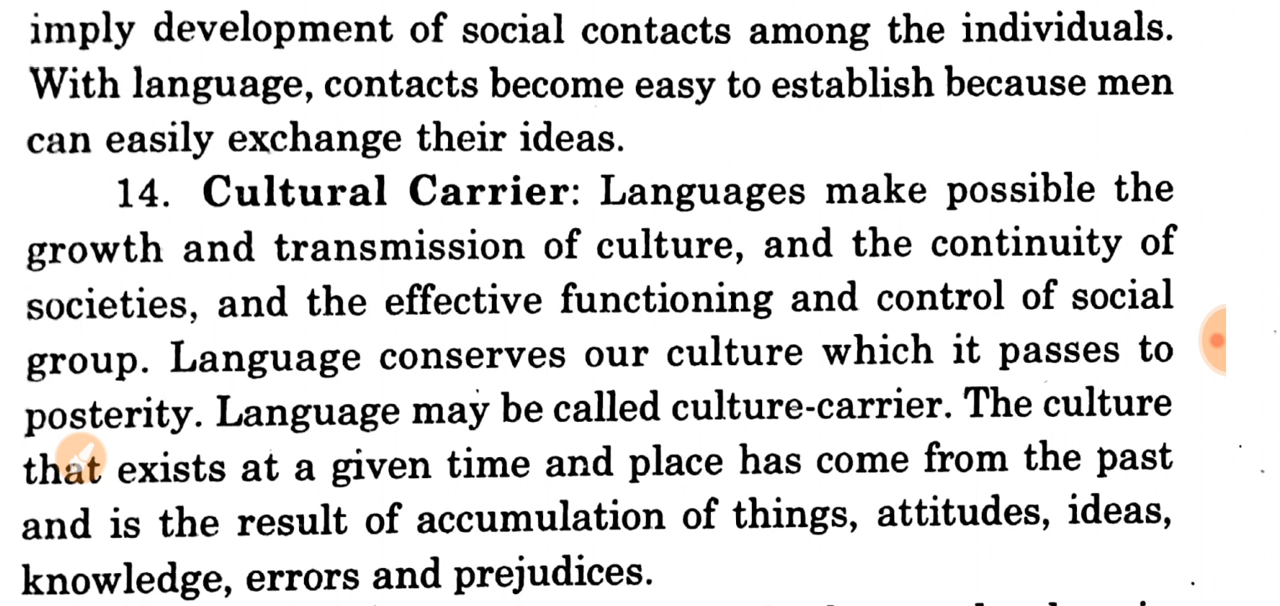 imply development of social contacts among the individuals.
With language, contacts become easy to establish because men
can easily exchange their ideas.
14. Cultural Carrier: Languages make possible the
growth and transmission of culture, and the continuity of
societies, and the effective functioning and control of social
group. Language conserves our culture which it passes to
posterity. Language may be called culture-carrier. The culture
that exists at a given time and place has come from the past
and is the result of accumulation of things, attitudes, ideas,
knowledge, errors and prejudices.